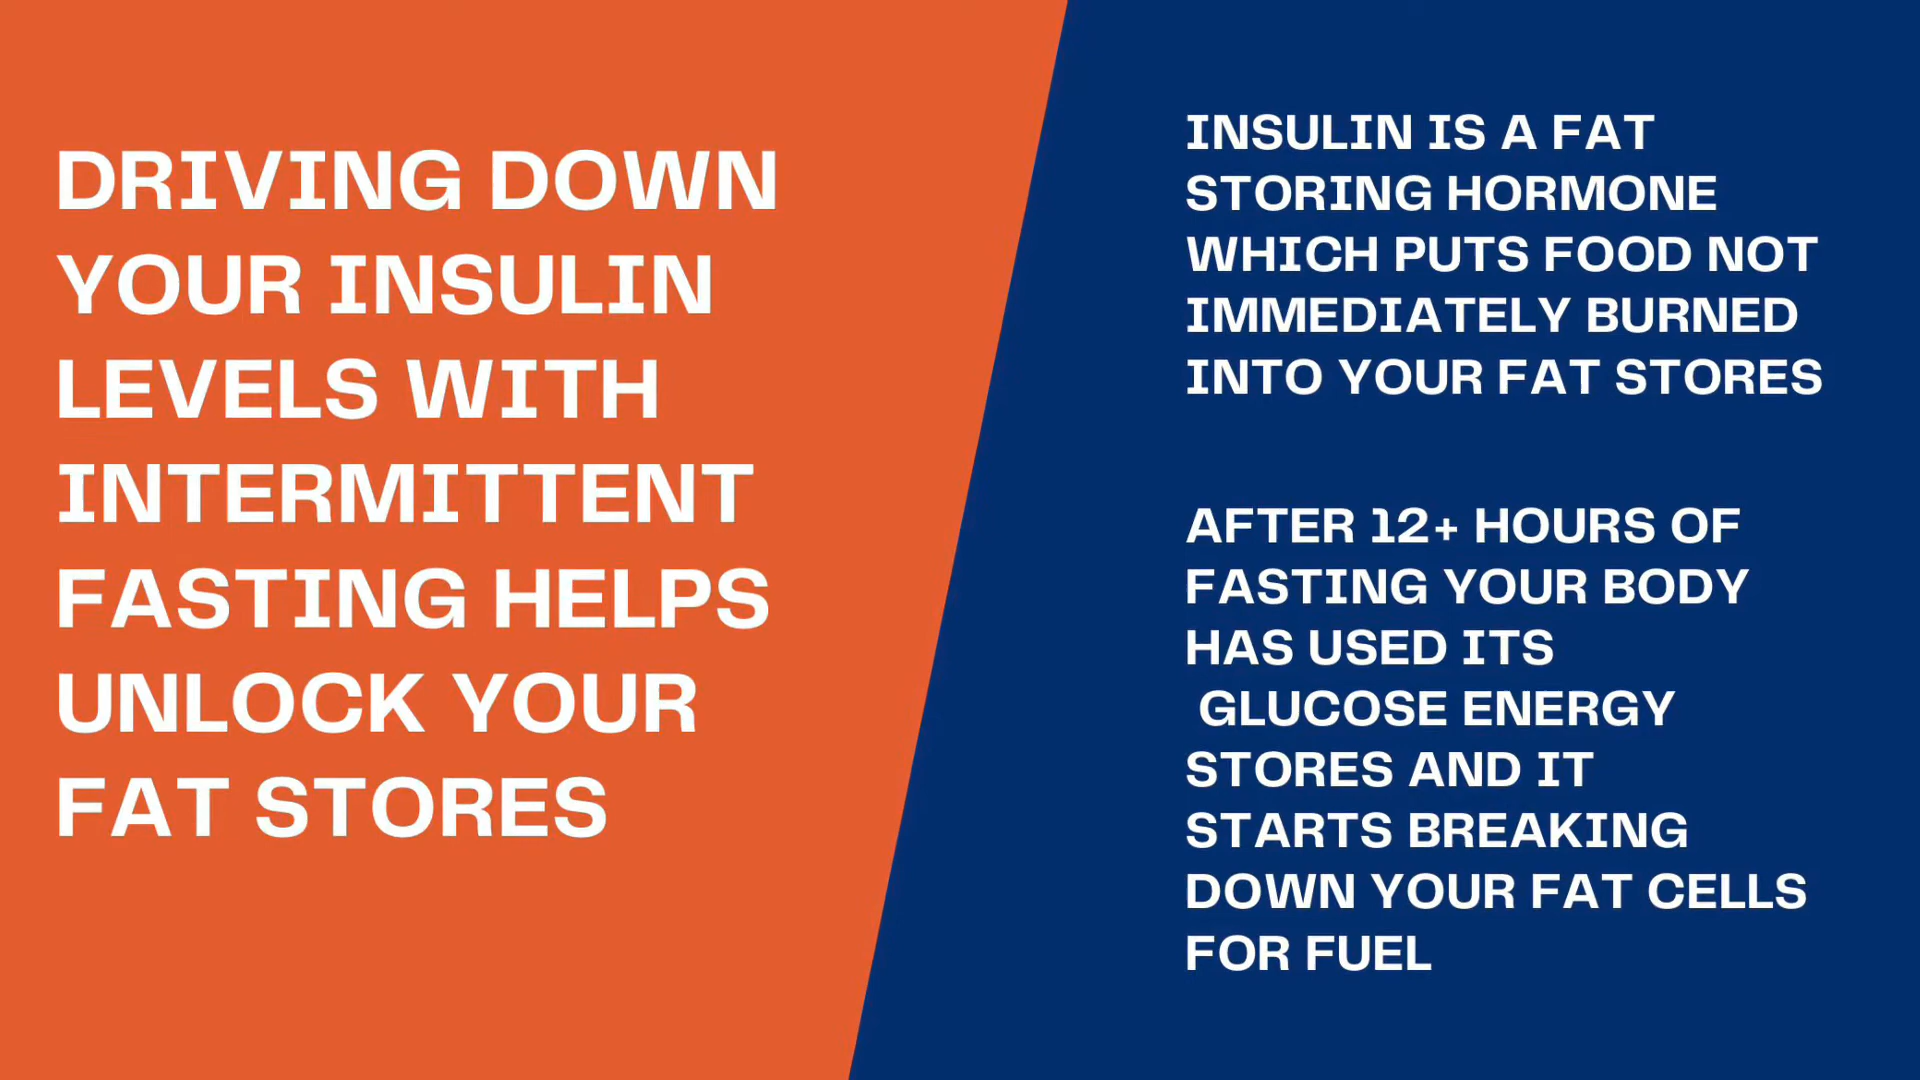 DRIVING DOWN
YOUR INSULIN
LEVELS WITH
INTERMITTENT
FASTING HELPS
UNLOCK YOUR
FAT STORES
INSULIN IS A FAT
STORING HORMONE
WHICH PUTS FOOD NOT
IMMEDIATELY BURNED
INTO YOUR FAT STORES
AFTER 12+ HOURS OF
FASTING YOUR BODY
HAS USED ITS
GLUCOSE ENERGY
STORES AND IT
STARTS BREAKING
DOWN YOUR FAT CELLS
FOR FUEL